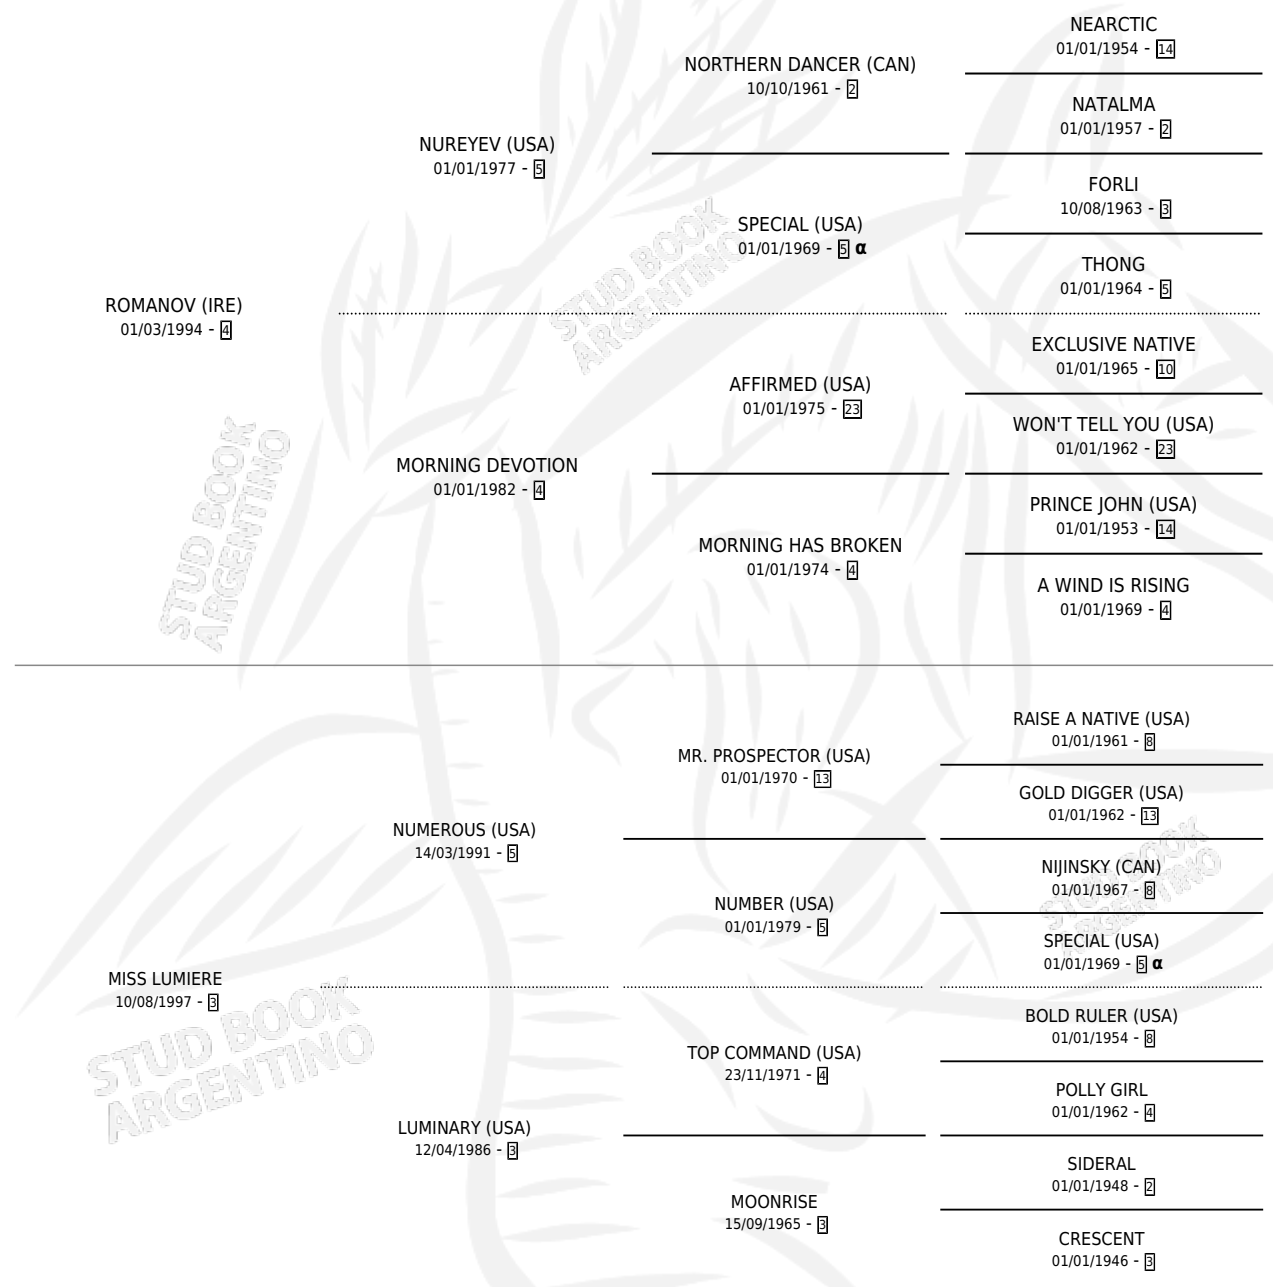 NEARCTIC
01/01/1954 - 14
NORTHERN DANCER (CAN)
10/10/1961 - 2
NATALMA
01/01/1957 - 2
NUREYEV (USA)
01/01/1977 - 5
FORLI
10/08/1963 - 3
SPECIAL (USA)
01/01/1969 - 5 α
THONG
01/01/1964 - 5
ROMANOV (IRE)
01/03/1994 - 4
EXCLUSIVE NATIVE
01/01/1965 - 10
AFFIRMED (USA)
01/01/1975 - 23
WON'T TELL YOU (USA)
01/01/1962 - 23
MORNING DEVOTION
01/01/1982 - 4
PRINCE JOHN (USA)
01/01/1953 - 14
MORNING HAS BROKEN
01/01/1974 - 4
A WIND IS RISING
01/01/1969 - 4
RAISE A NATIVE (USA)
01/01/1961 - 8
MR. PROSPECTOR (USA)
01/01/1970 - 13
GOLD DIGGER (USA)
01/01/1962 - 13
NUMEROUS (USA)
14/03/1991 - 5
NIJINSKY (CAN)
01/01/1967 - 8
NUMBER (USA)
01/01/1979 - 5
SPECIAL (USA)
01/01/1969 - 5 α
MISS LUMIERE
10/08/1997 - 3
BOLD RULER (USA)
01/01/1954 - 8
TOP COMMAND (USA)
23/11/1971 - 4
POLLY GIRL
01/01/1962 - 4
LUMINARY (USA)
12/04/1986 - 3
SIDERAL
01/01/1948 - 2
MOONRISE
15/09/1965 - 3
CRESCENT
01/01/1946 - 3
STUD BOOK
ARGENTINO
STUD BOOK
ARGENTINO
STUD BOOK
ARGENTINO
STUD BOOK
ARGENTINO